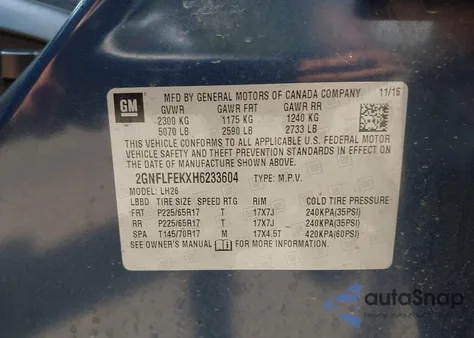 GM
MFD BY GENERAL MOTORS OF CANADA COMPANY 11/16
GVWR GAWR FRT GAWR RR
2300 KG 1175 KG 1240 KG
5070 LB 2590 LB 2733 LB
THIS VEHICLE CONFORMS TO ALL APPLICABLE U.S. FEDERAL MOTOR
VEHICLE SAFETY AND THEFT PREVENTION STANDARDS IN EFFECT ON THE DATE
OF MANUFACTURE SHOWN ABOVE.
2GNFLFEKXH6233604 TYPE: M.P.V.
MODEL: LH26
LBBD TIRE SIZE SPEED RTG RIM COLD TIRE PRESSURE
FRT P225/65R17 T 17X7J 240KPA(35PSI)
RR P225/65R17 T 17X7J 240KPA(35PSI)
SPA T145/70R17 M 17X4.5T 420KPA(60PSI)
SEE OWNER'S MANUAL FOR MORE INFORMATION.
autoSnap